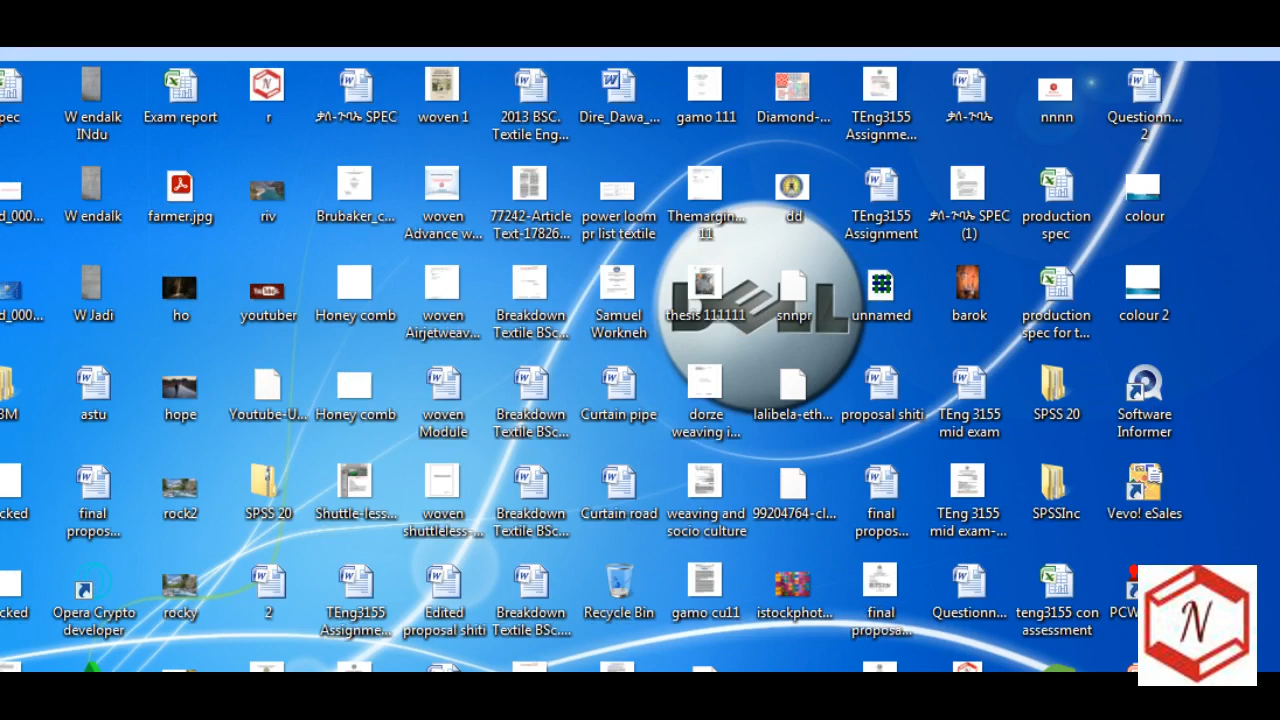 pec
W endalk
INdu
Exam report
r
ቃለ-ጉባኤ SPEC
woven 1
2013 BSC.
Textile Eng...
Dire_Dawa_...
gamo 111
Diamond-...
TEng3155
Assignme...
ቃለ-ጉባኤ
nnnn
Questionn...
2
d_000...
W endalk
farmer.jpg
riv
Brubaker_c...
woven
Advance w...
77242-Article
Text-17826...
power loom
pr list textile
Themargin...
11
dd
TEng3155
Assignment
ቃለ-ጉባኤ SPEC
(1)
production
spec
colour
d_000...
W Jadi
ho
YouTube
youtuber
Honey comb
woven
Airjetweav...
Breakdown
Textile BSc...
Samuel
Workneh
thesis 111111
DELL
snnpr
unnamed
barok
production
spec for t...
colour 2
BM
astu
hope
Youtube-U...
Honey comb
woven
Module
Breakdown
Textile BSc...
Curtain pipe
dorze
weaving i...
lalibela-eth...
proposal shiti
TEng 3155
mid exam
SPSS 20
Software
Informer
cked
final
propos...
rock2
SPSS 20
Shuttle-less...
woven
shuttleless-...
Breakdown
Textile BSc...
Curtain road
weaving and
socio culture
99204764-cl...
final
propos...
TEng 3155
mid exam-...
SPSSInc
Vevo! eSales
cked
Opera Crypto
developer
rocky
2
TEng3155
Assignme...
Edited
proposal shiti
Breakdown
Textile BSc....
Recycle Bin
gamo cu11
istockphot...
final
proposa...
Questionn...
teng3155 con
assessment
PCW
N